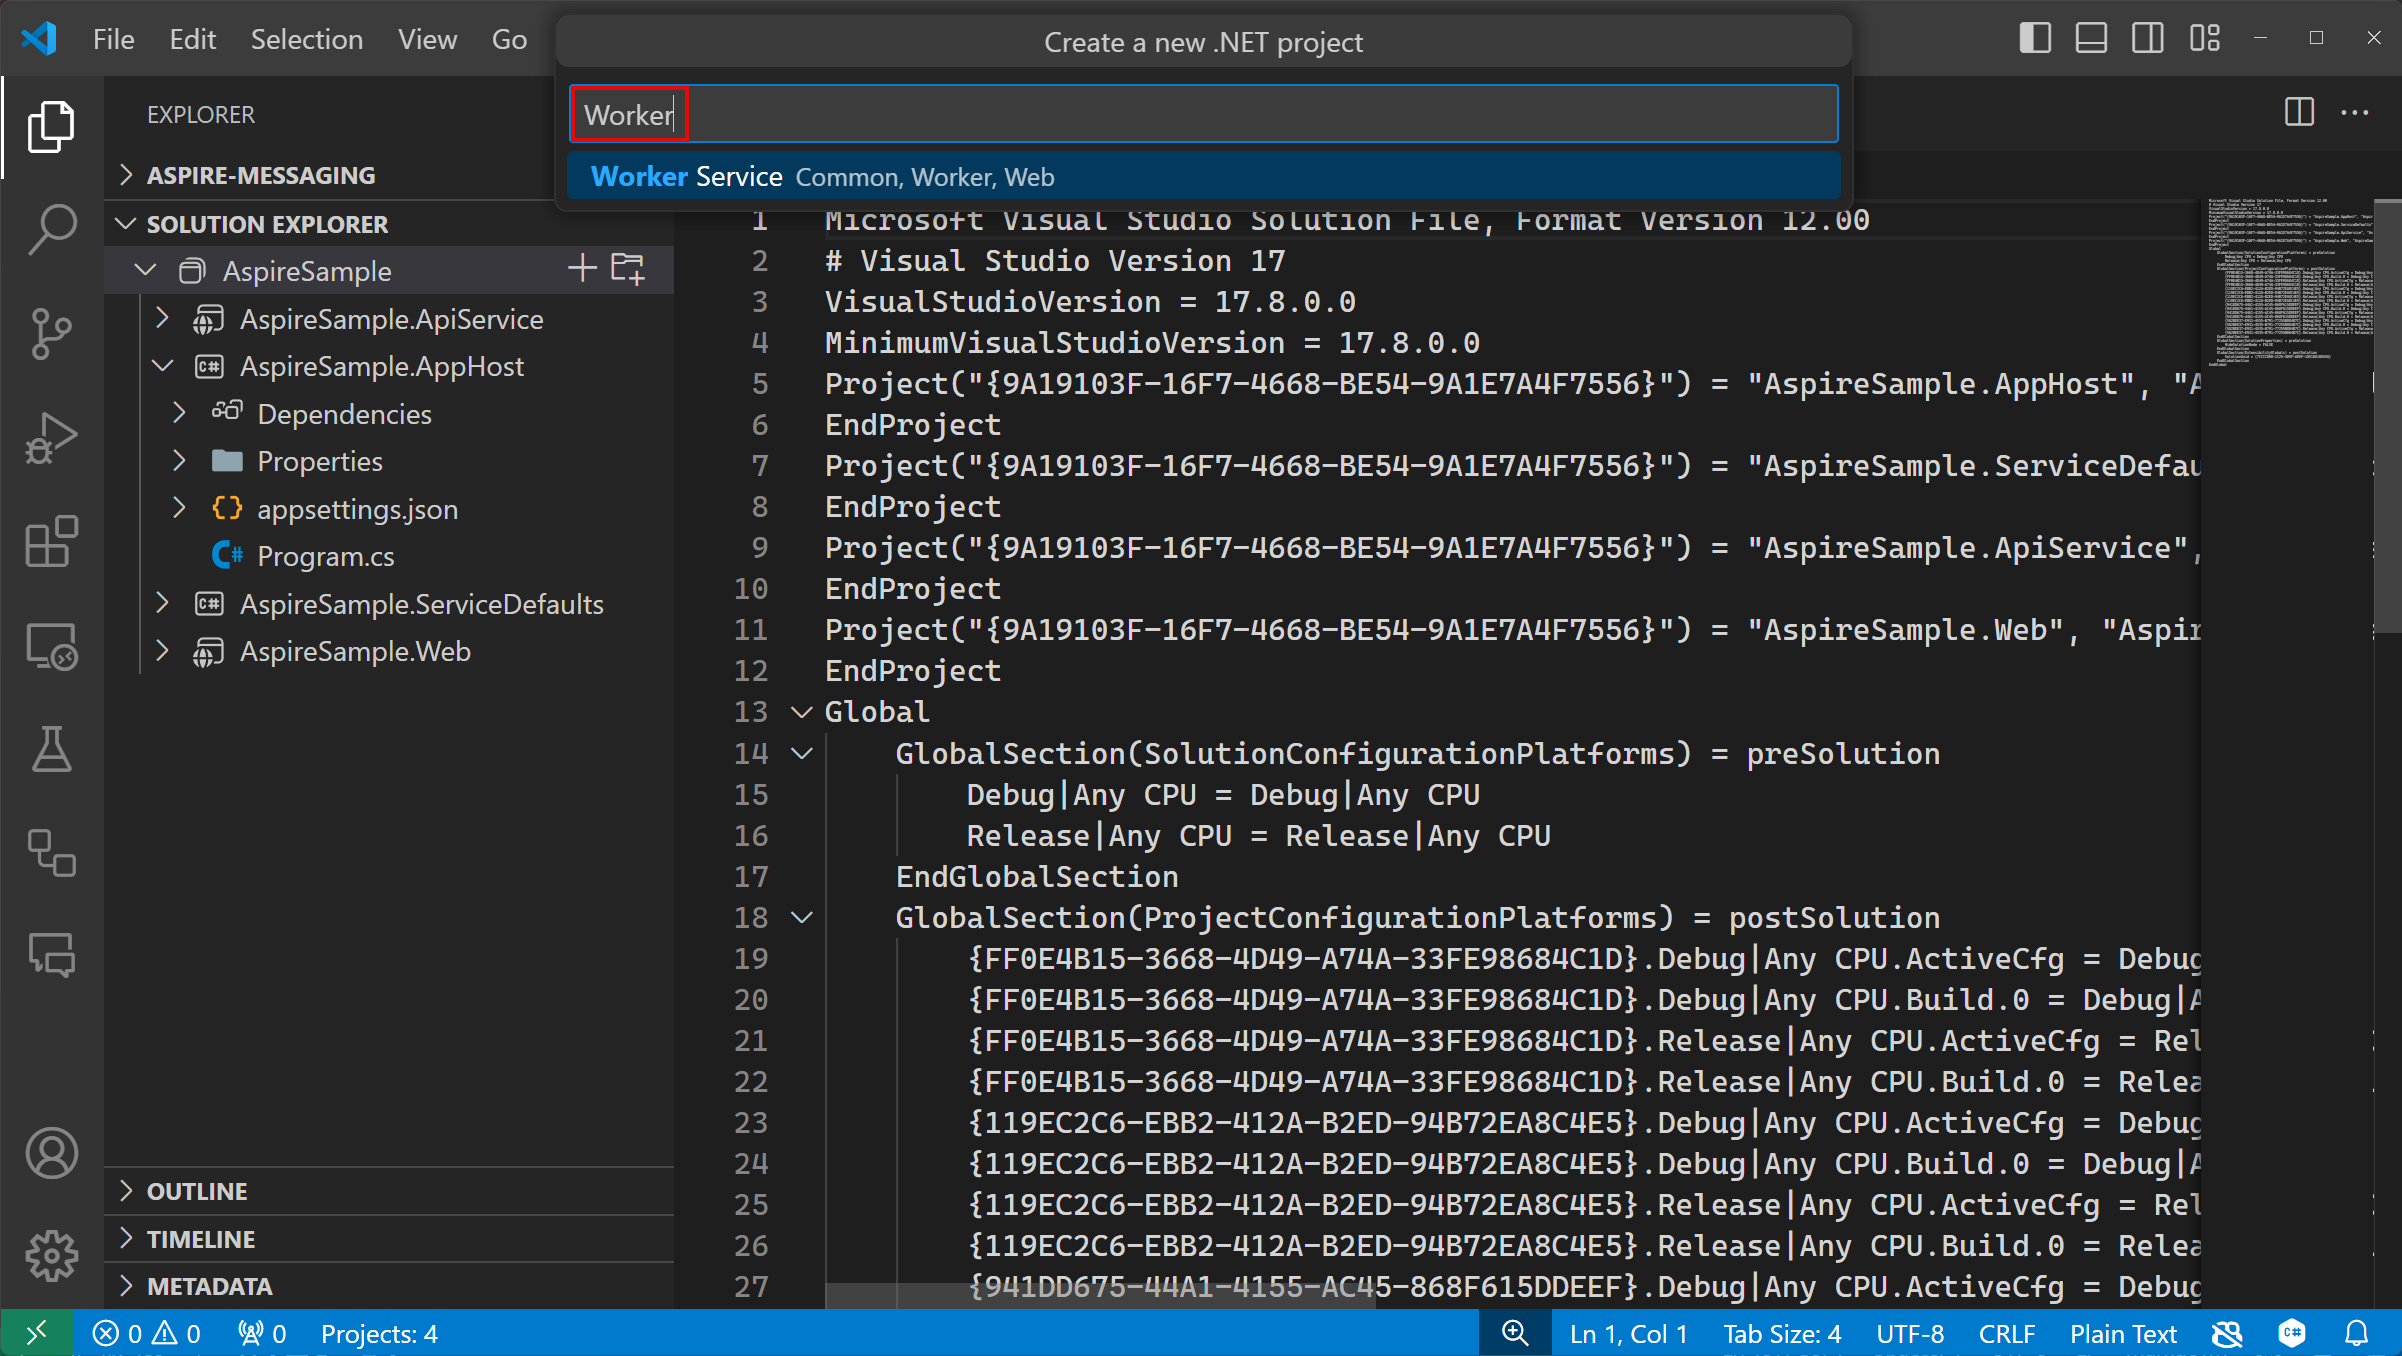 File Edit Selection View Go
Create a new .NET project
Worker
Worker Service Common, Worker, Web
EXPLORER
ASPIRE-MESSAGING
SOLUTION EXPLORER
AspireSample
AspireSample.ApiService
AspireSample.AppHost
Dependencies
Properties
appsettings.json
Program.cs
AspireSample.ServiceDefaults
AspireSample.Web
OUTLINE
TIMELINE
METADATA
1 Microsoft Visual Studio Solution File, Format Version 12.00
2 # Visual Studio Version 17
3 VisualStudioVersion = 17.8.0.0
4 MinimumVisualStudioVersion = 17.8.0.0
5 Project("{9A19103F-16F7-4668-BE54-9A1E7A4F7556}") = "AspireSample.AppHost", "A
6 EndProject
7 Project("{9A19103F-16F7-4668-BE54-9A1E7A4F7556}") = "AspireSample.ServiceDefau
8 EndProject
9 Project("{9A19103F-16F7-4668-BE54-9A1E7A4F7556}") = "AspireSample.ApiService",
10 EndProject
11 Project("{9A19103F-16F7-4668-BE54-9A1E7A4F7556}") = "AspireSample.Web", "Aspir
12 EndProject
13 Global
14 GlobalSection(SolutionConfigurationPlatforms) = preSolution
15 Debug|Any CPU = Debug|Any CPU
16 Release|Any CPU = Release|Any CPU
17 EndGlobalSection
18 GlobalSection(ProjectConfigurationPlatforms) = postSolution
19 {FF0E4B15-3668-4D49-A74A-33FE98684C1D}.Debug|Any CPU.ActiveCfg = Debug
20 {FF0E4B15-3668-4D49-A74A-33FE98684C1D}.Debug|Any CPU.Build.0 = Debug|A
21 {FF0E4B15-3668-4D49-A74A-33FE98684C1D}.Release|Any CPU.ActiveCfg = Rel
22 {FF0E4B15-3668-4D49-A74A-33FE98684C1D}.Release|Any CPU.Build.0 = Relea
23 {119EC2C6-EBB2-412A-B2ED-94B72EA8C4E5}.Debug|Any CPU.ActiveCfg = Debug
24 {119EC2C6-EBB2-412A-B2ED-94B72EA8C4E5}.Debug|Any CPU.Build.0 = Debug|A
25 {119EC2C6-EBB2-412A-B2ED-94B72EA8C4E5}.Release|Any CPU.ActiveCfg = Rel
26 {119EC2C6-EBB2-412A-B2ED-94B72EA8C4E5}.Release|Any CPU.Build.0 = Relea
27 {941DD675-44A1-4155-AC45-868F615DDEEF}.Debug|Any CPU.ActiveCfg = Debug
0 0 0 Projects: 4 Ln 1, Col 1 Tab Size: 4 UTF-8 CRLF Plain Text